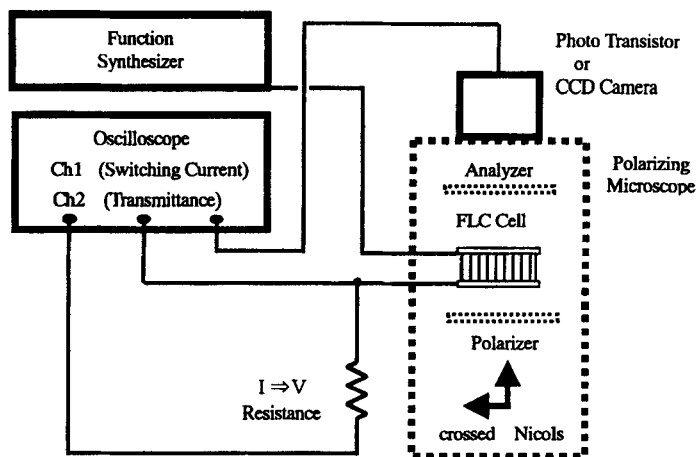 Function
Synthesizer
Oscilloscope
Ch1 (Switching Current)
Ch2 (Transmittance)
I ⇒ V
Resistance
Photo Transistor
or
CCD Camera
Polarizing
Microscope
Analyzer
FLC Cell
Polarizer
crossed Nicols